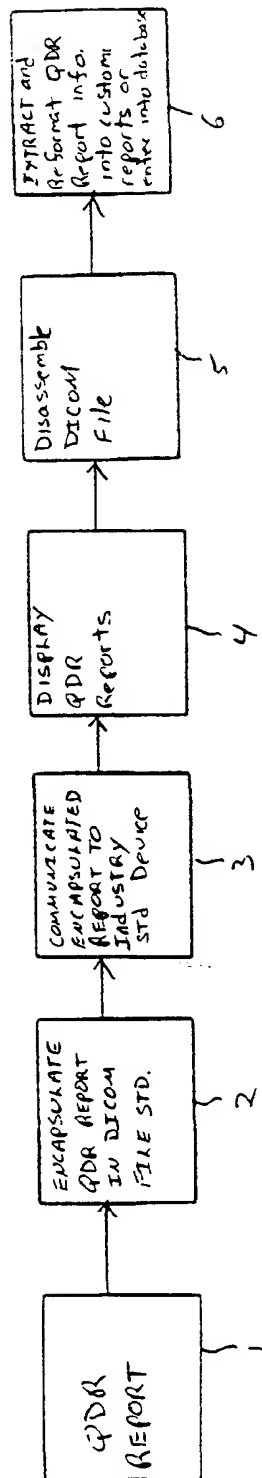 QDR
REPORT
1
ENCAPSULATE
QDR REPORT
IN DICOM
FILE STD.
2
COMMUNICATE
ENCAPSULATED
REPORT TO
Industry
std Device
3
DISPLAY
QDR
Reports
4
Disassemble
DICOM
File
5
EXTRACT and
Reformat QDR
Report info.
into custom
reports or
enter into database
6